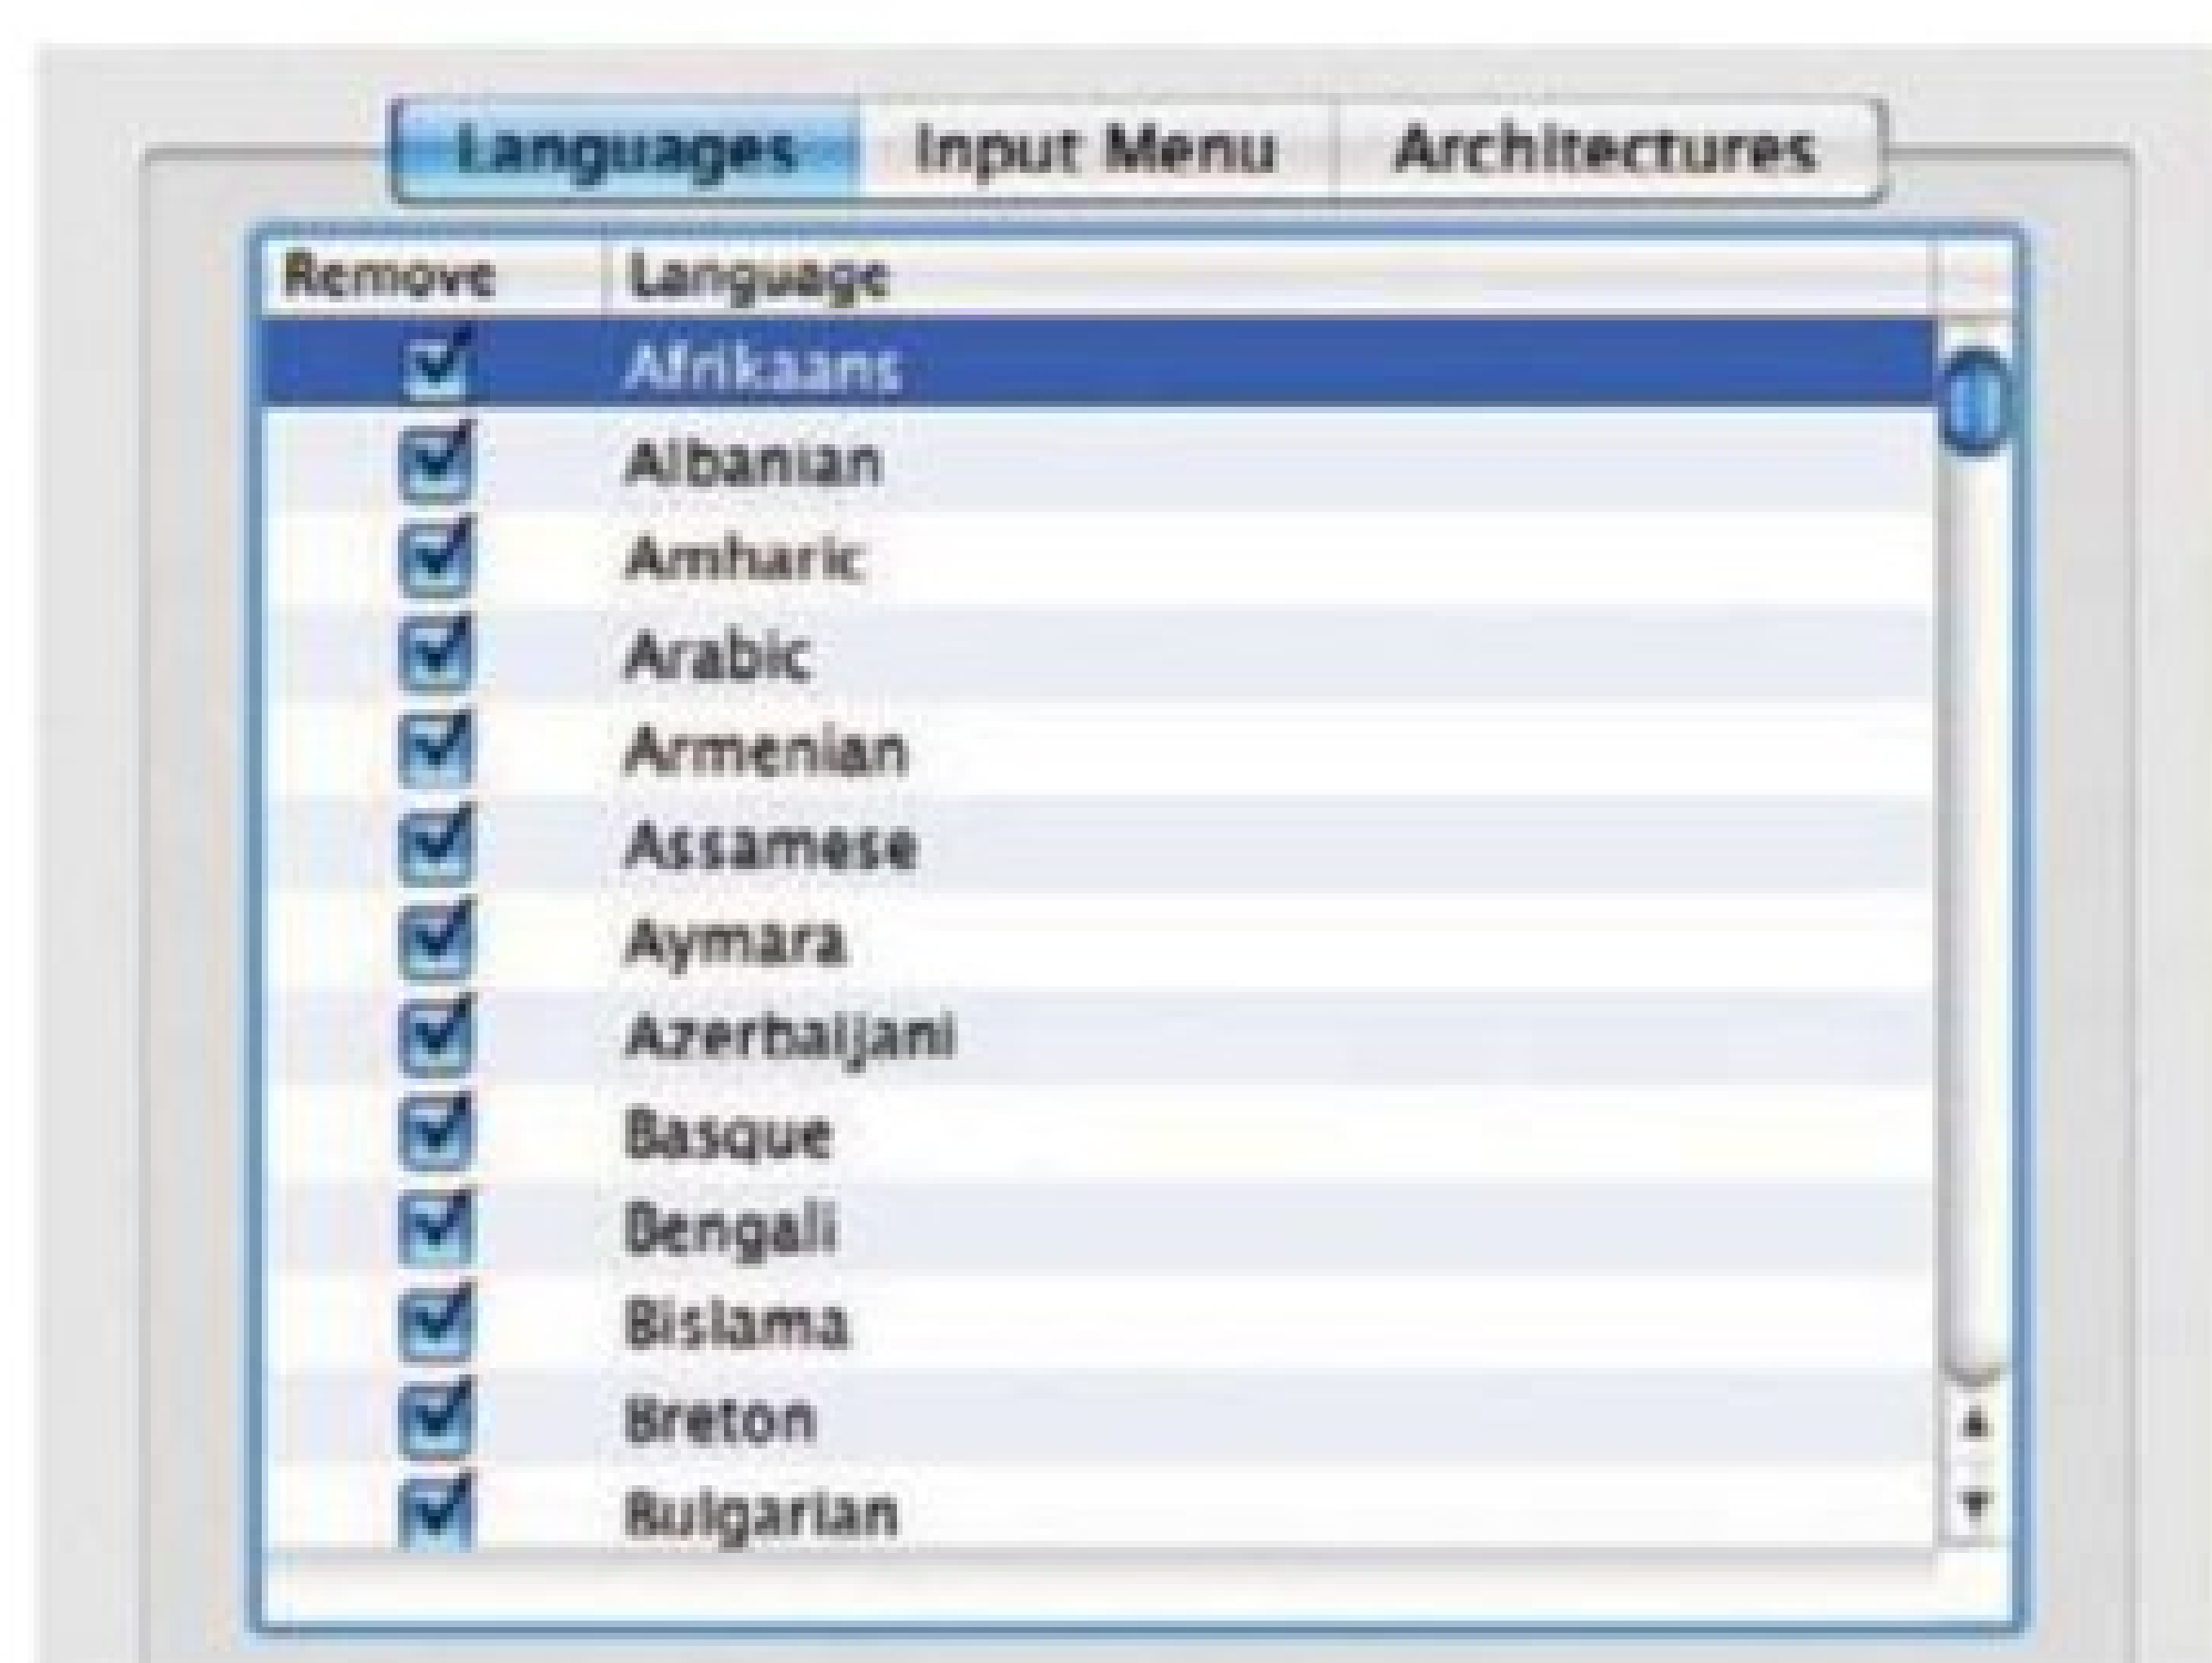 Languages Input Menu Architectures
Remove Language
Afrikaans
Albanian
Amharic
Arabic
Armenian
Assamese
Aymara
Azerbaijani
Basque
Bengali
Bislama
Breton
Bulgarian